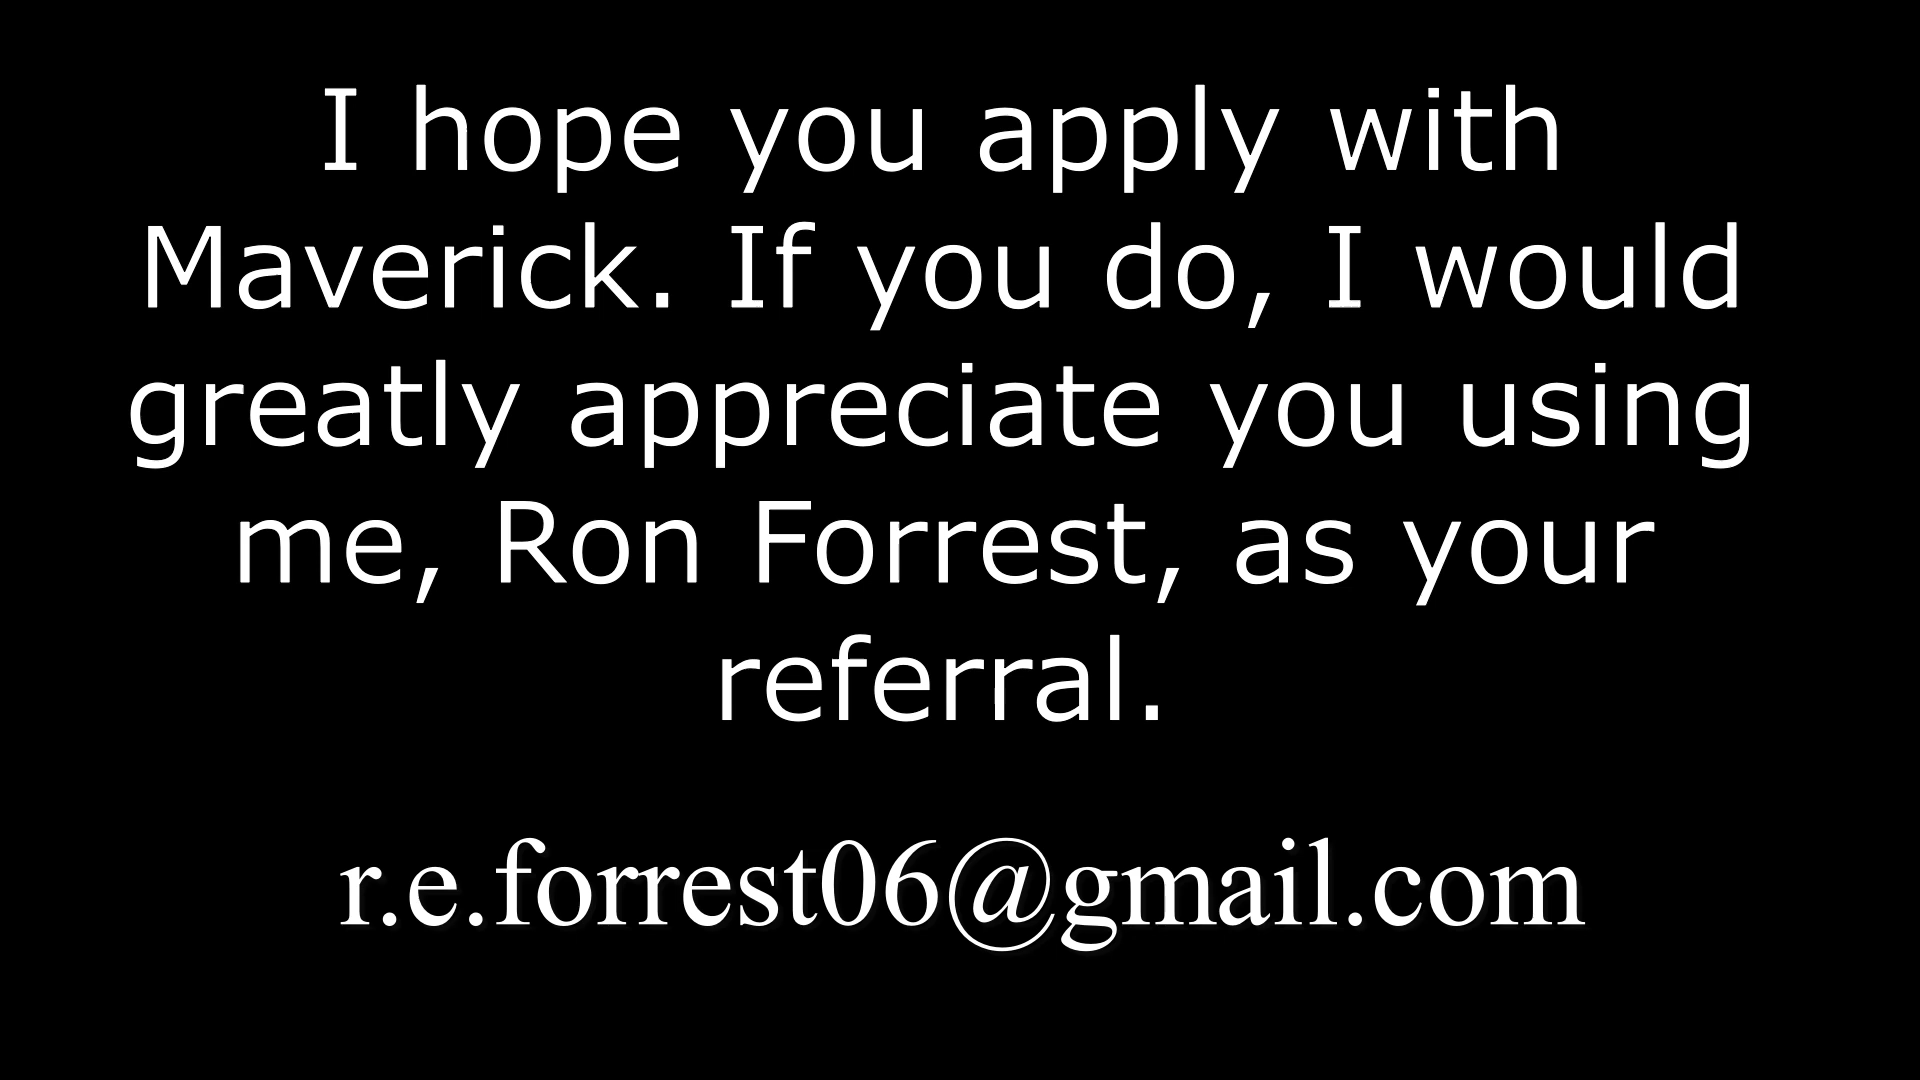 I hope you apply with
Maverick. If you do, I would
greatly appreciate you using
me, Ron Forrest, as your
referral.
r.e.forrest06@gmail.com